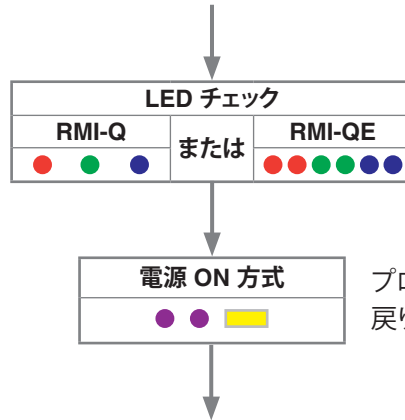 LED チェック
RMI-Q
または
RMI-QE
電源 ON 方式
プロ
戻り